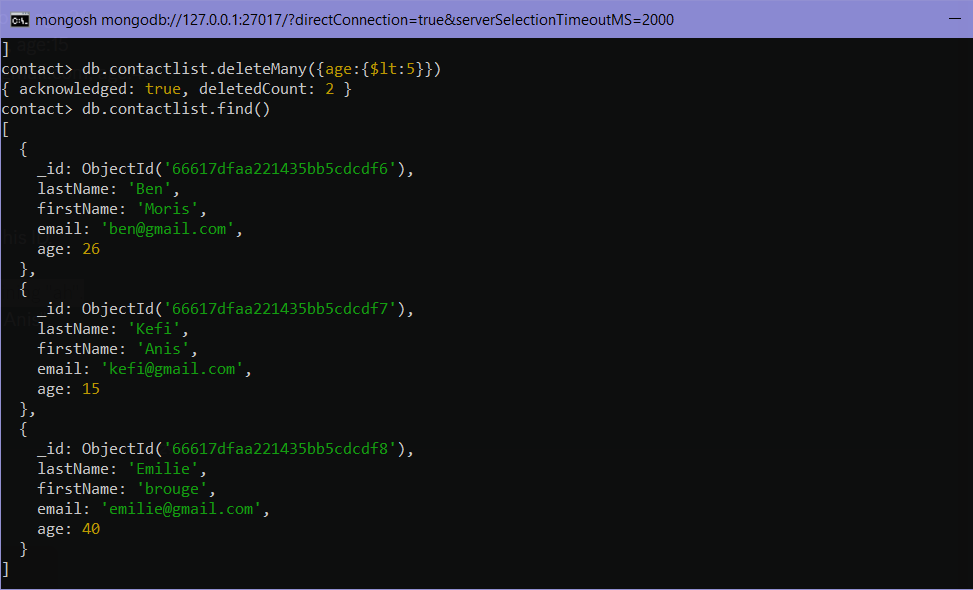 mongosh mongodb://127.0.0.1:27017/?directConnection=true&serverSelectionTimeoutMS=2000
]
contact> db.contactlist.deleteMany({age:{$lt:5}})
{ acknowledged: true, deletedCount: 2 }
contact> db.contactlist.find()
[
  {
    _id: ObjectId('66617dfaa221435bb5cdcdf6'),
    lastName: 'Ben',
    firstName: 'Moris',
    email: 'ben@gmail.com',
    age: 26
  },
  {
    _id: ObjectId('66617dfaa221435bb5cdcdf7'),
    lastName: 'Kefi',
    firstName: 'Anis',
    email: 'kefi@gmail.com',
    age: 15
  },
  {
    _id: ObjectId('66617dfaa221435bb5cdcdf8'),
    lastName: 'Emilie',
    firstName: 'brouge',
    email: 'emilie@gmail.com',
    age: 40
  }
]